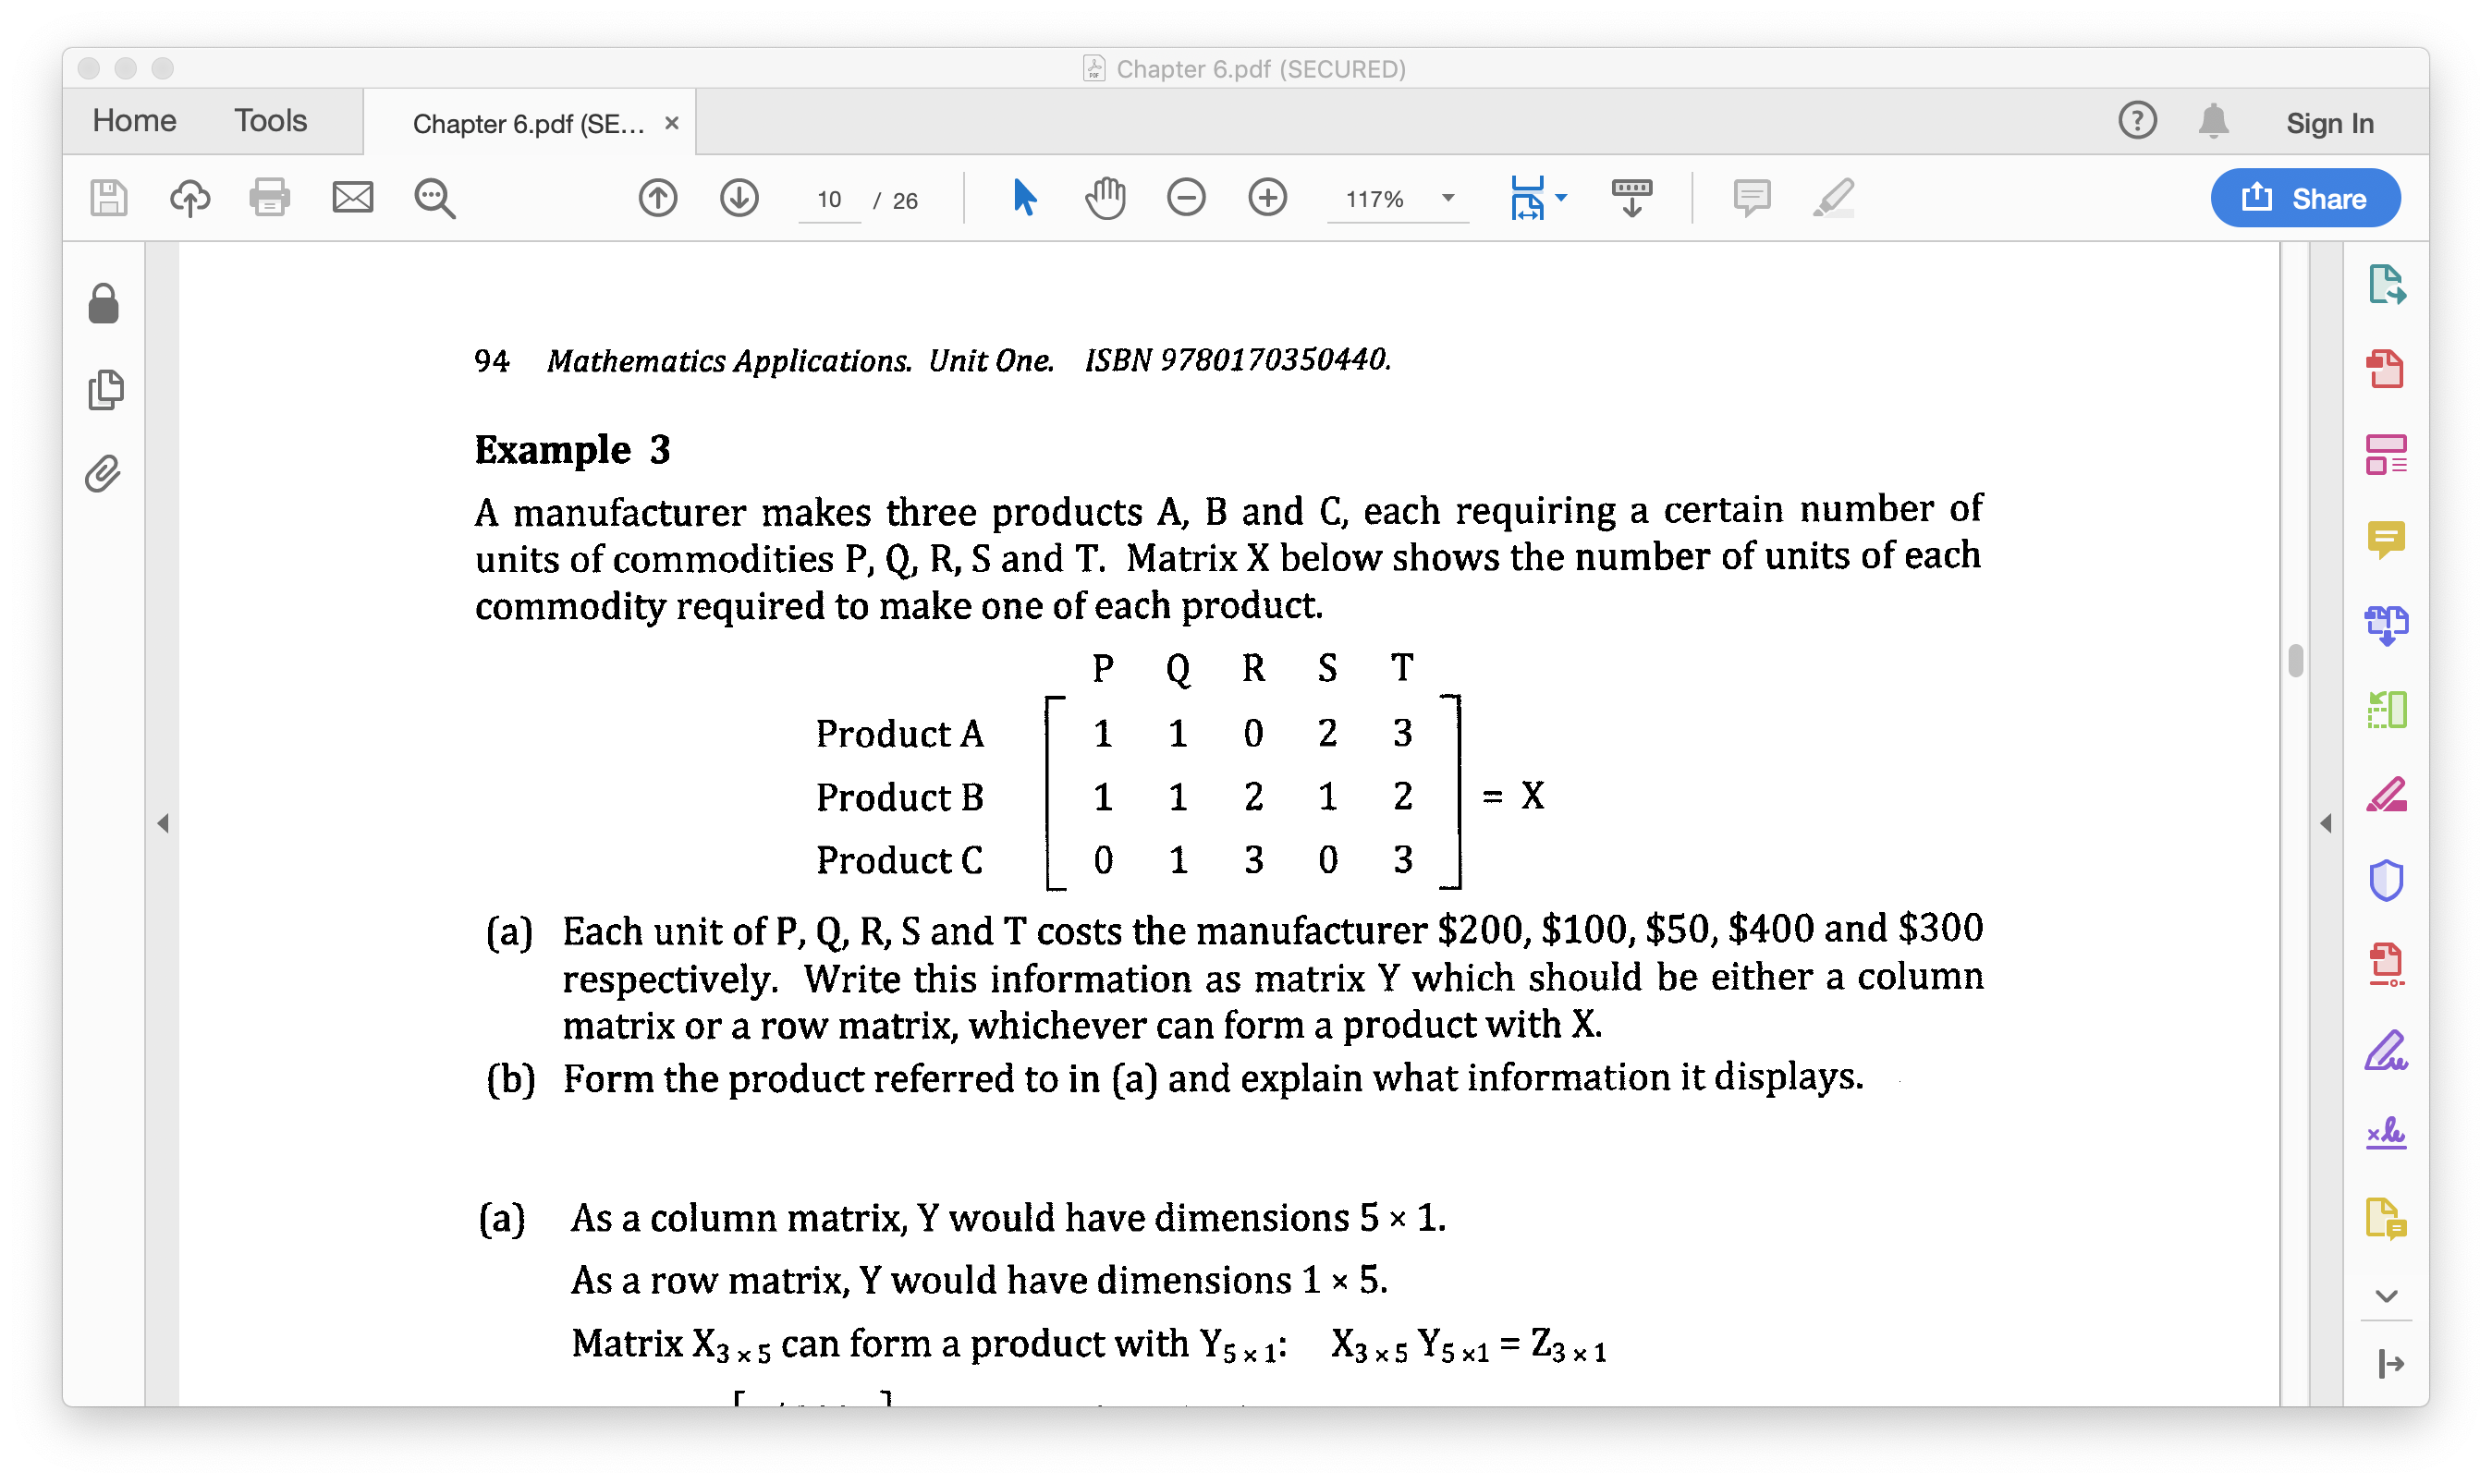 Chapter 6.pdf (SECURED)
Home Tools Chapter 6.pdf (SE... × Sign In
10 / 26 117% Share
94 Mathematics Applications. Unit One. ISBN 9780170350440.
Example 3
A manufacturer makes three products A, B and C, each requiring a certain number of
units of commodities P, Q, R, S and T. Matrix X below shows the number of units of each
commodity required to make one of each product.
P Q R S T
Product A 1 1 0 2 3
Product B 1 1 2 1 2 = X
Product C 0 1 3 0 3
(a) Each unit of P, Q, R, S and T costs the manufacturer $200, $100, $50, $400 and $300
respectively. Write this information as matrix Y which should be either a column
matrix or a row matrix, whichever can form a product with X.
(b) Form the product referred to in (a) and explain what information it displays.
(a) As a column matrix, Y would have dimensions 5 × 1.
As a row matrix, Y would have dimensions 1 × 5.
Matrix X3 × 5 can form a product with Y5 × 1: X3 × 5 Y5 ×1 = Z3 × 1